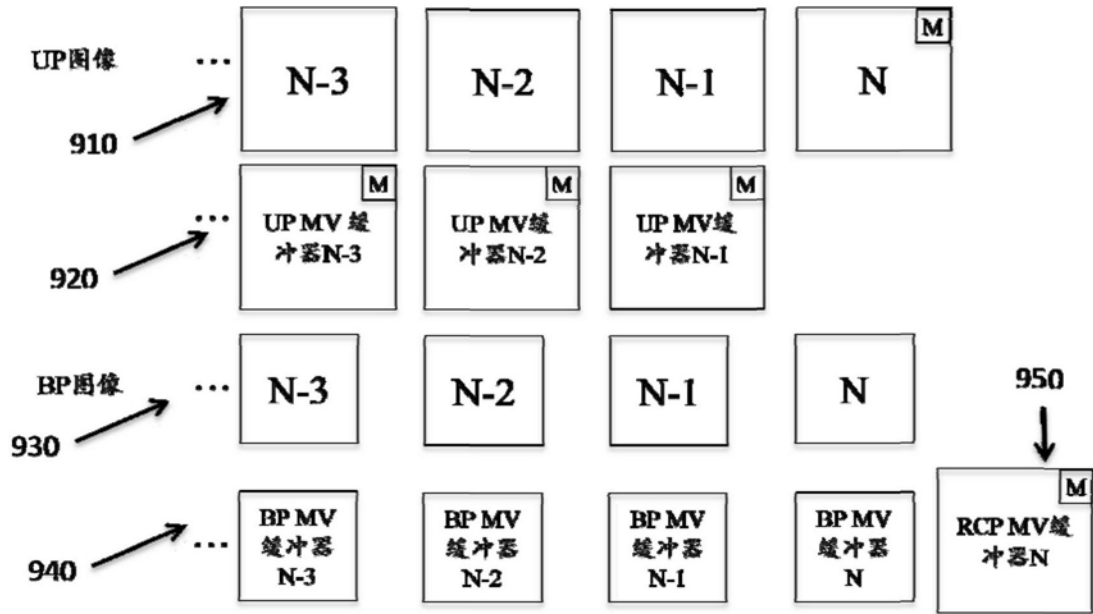 UP图像 … N-3 N-2 N-1 N M
910
M M M
… UP MV 缓 UP MV缓 UP MV缓
冲器N-3 冲器N-2 冲器N-1
920
BP图像 … N-3 N-2 N-1 N
950
930
M
BP MV BP MV BP MV BP MV RCP MV缓
… 缓冲器 缓冲器 缓冲器 缓冲器 冲器N
940 N-3 N-2 N-1 N